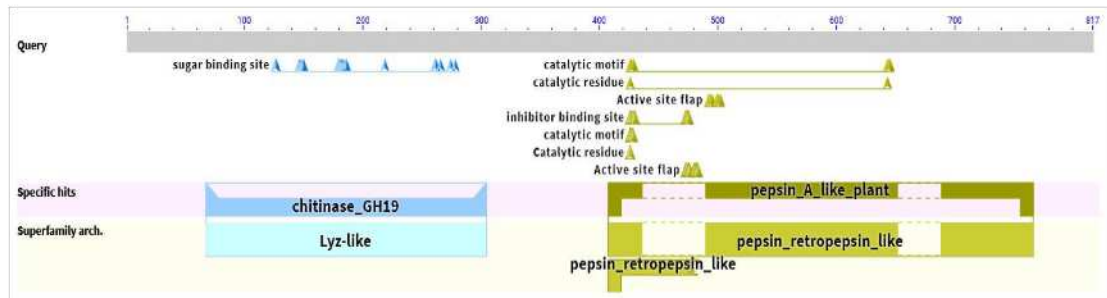 1 100 200 300 400 500 600 700 817
Query
sugar binding site catalytic motif
catalytic residue
Active site flap
inhibitor binding site
catalytic motif
Catalytic residue
Active site flap
Specific hits
chitinase_GH19 pepsin_A_like_plant
Superfamily arch.
Lyz-like pepsin_retropepsin_like
pepsin_retropepsin_like